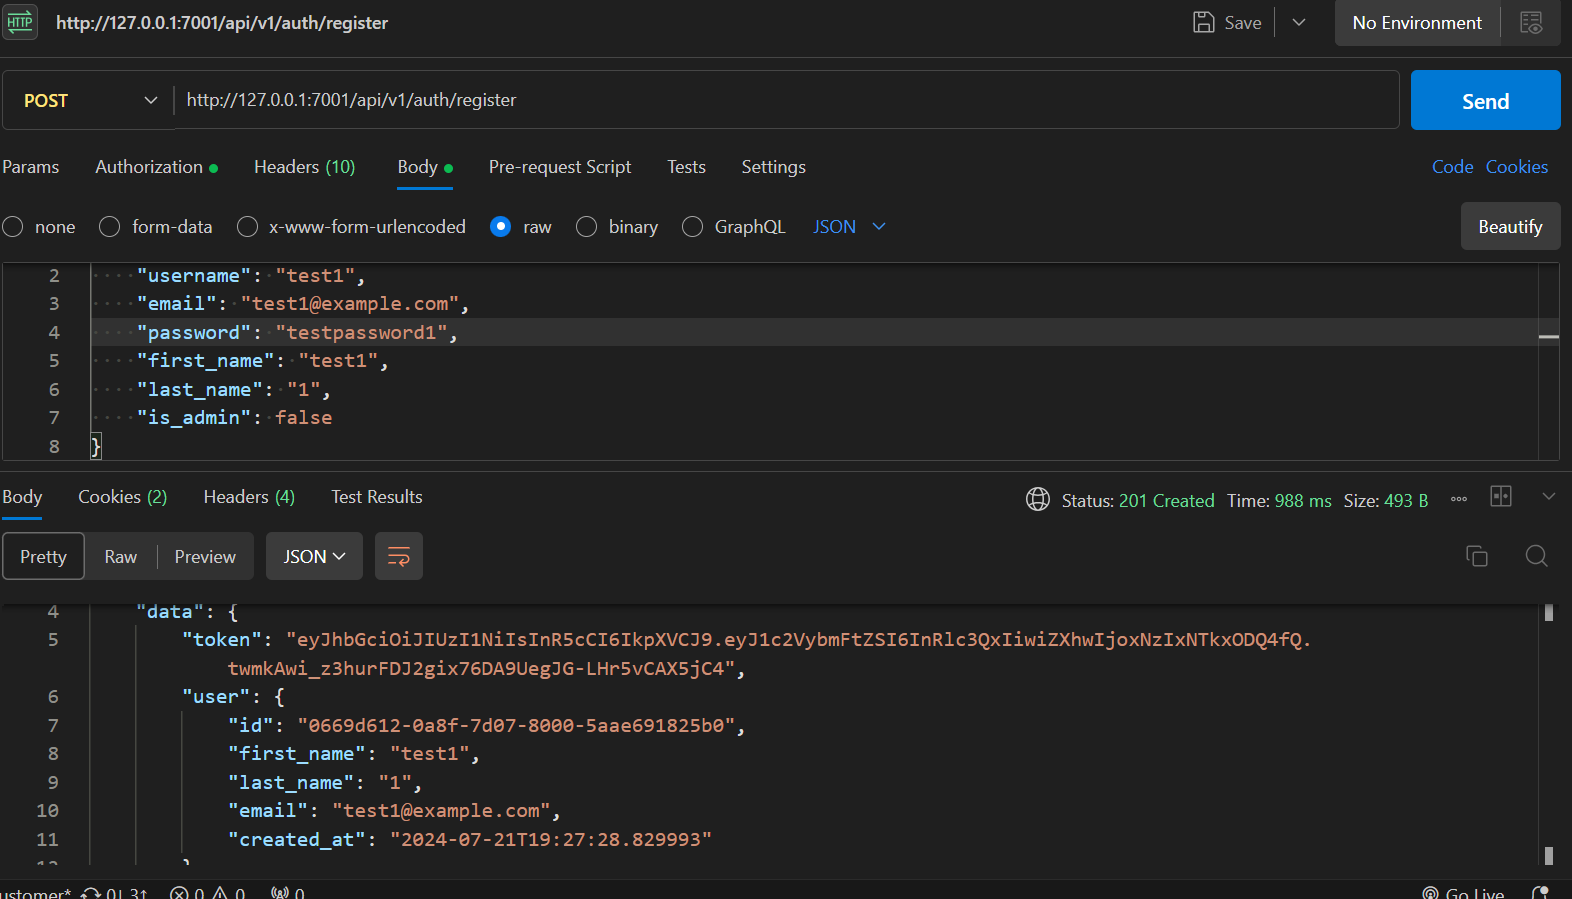 HTTP http://127.0.0.1:7001/api/v1/auth/register Save No Environment
POST http://127.0.0.1:7001/api/v1/auth/register Send
Params Authorization Headers (10) Body Pre-request Script Tests Settings Code Cookies
none form-data x-www-form-urlencoded raw binary GraphQL JSON Beautify
2 "username": "test1",
3 "email": "test1@example.com",
4 "password": "testpassword1",
5 "first_name": "test1",
6 "last_name": "1",
7 "is_admin": false
8 }
Body Cookies (2) Headers (4) Test Results Status: 201 Created Time: 988 ms Size: 493 B
Pretty Raw Preview JSON
4 "data": {
5 "token": "eyJhbGciOiJIUzI1NiIsInR5cCI6IkpXVCJ9.eyJ1c2VybmFtZSI6InRlc3QxIiwiZXhwIjoxNzIxNTkxODQ4fQ.
twmkAwi_z3hurFDJ2gix76DA9UegJG-LHr5vCAX5jC4",
6 "user": {
7 "id": "0669d612-0a8f-7d07-8000-5aae691825b0",
8 "first_name": "test1",
9 "last_name": "1",
10 "email": "test1@example.com",
11 "created_at": "2024-07-21T19:27:28.829993"
12 }
ustomer* 0↓ 3↑ 0 0 0 Go Live